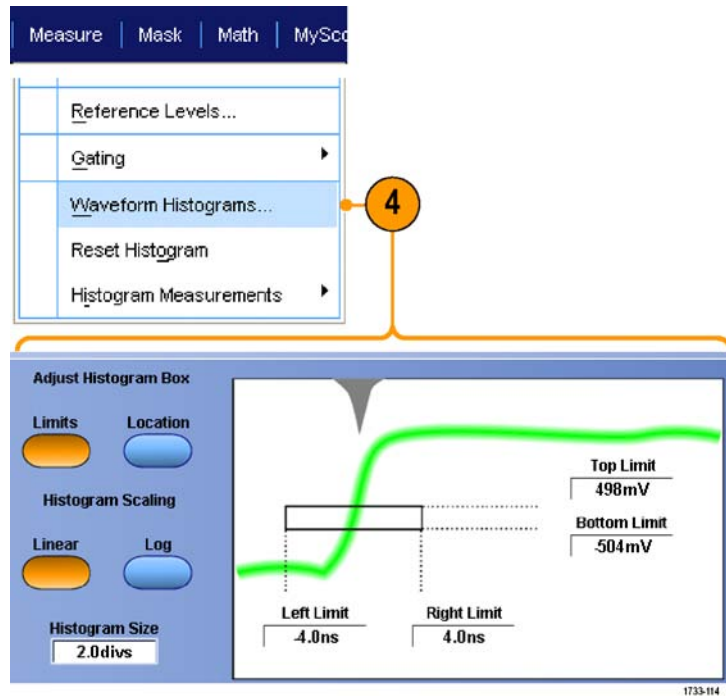 Measure | Mask | Math | MySco
Reference Levels...
Gating
Waveform Histograms...
4
Reset Histogram
Histogram Measurements
Adjust Histogram Box
Limits Location
Histogram Scaling
Linear Log
Histogram Size
2.0divs
Top Limit
498mV
Bottom Limit
-504mV
Left Limit Right Limit
-4.0ns 4.0ns
1733-114